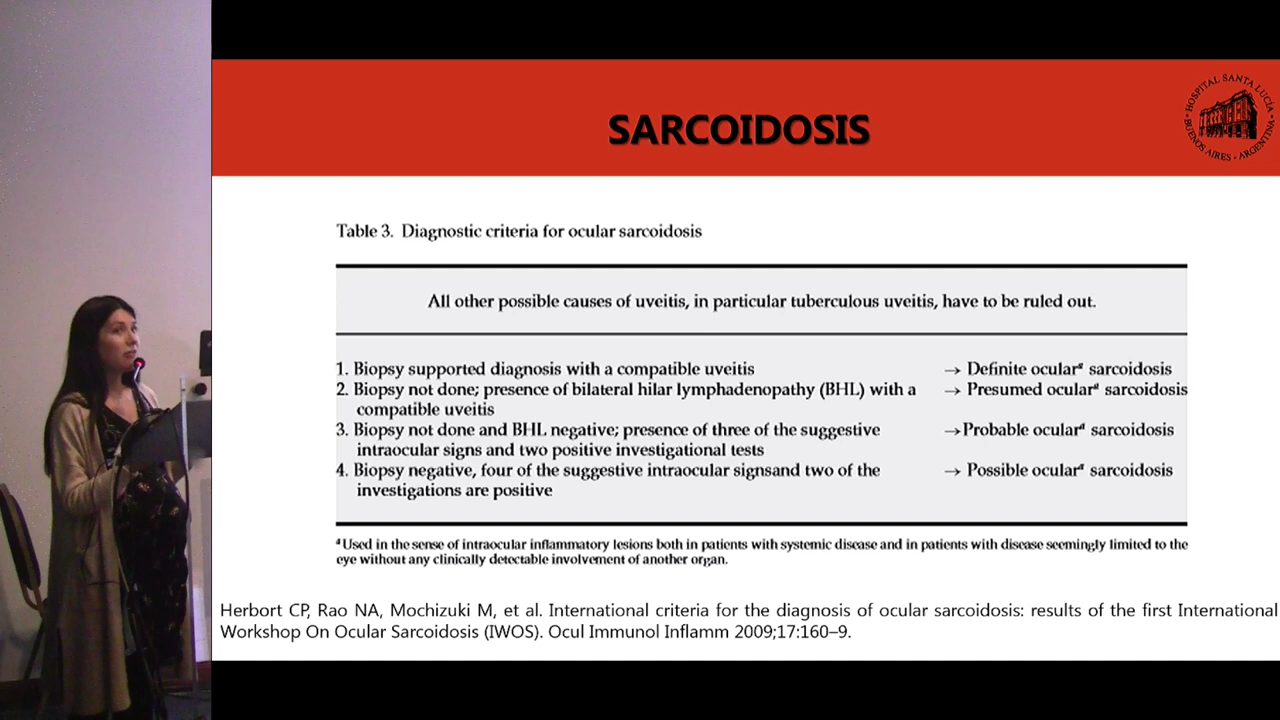 SARCOIDOSIS
• HOSPITAL SANTA LUCÍA •
BUENOS AIRES - ARGENTINA
Table 3. Diagnostic criteria for ocular sarcoidosis
All other possible causes of uveitis, in particular tuberculous uveitis, have to be ruled out.
1. Biopsy supported diagnosis with a compatible uveitis → Definite ocularª sarcoidosis
2. Biopsy not done; presence of bilateral hilar lymphadenopathy (BHL) with a → Presumed ocularª sarcoidosis
compatible uveitis
3. Biopsy not done and BHL negative; presence of three of the suggestive →Probable ocularª sarcoidosis
intraocular signs and two positive investigational tests
4. Biopsy negative, four of the suggestive intraocular signsand two of the → Possible ocularª sarcoidosis
investigations are positive
ªUsed in the sense of intraocular inflammatory lesions both in patients with systemic disease and in patients with disease seemingly limited to the
eye without any clinically detectable involvement of another organ.
Herbort CP, Rao NA, Mochizuki M, et al. International criteria for the diagnosis of ocular sarcoidosis: results of the first International
Workshop On Ocular Sarcoidosis (IWOS). Ocul Immunol Inflamm 2009;17:160–9.